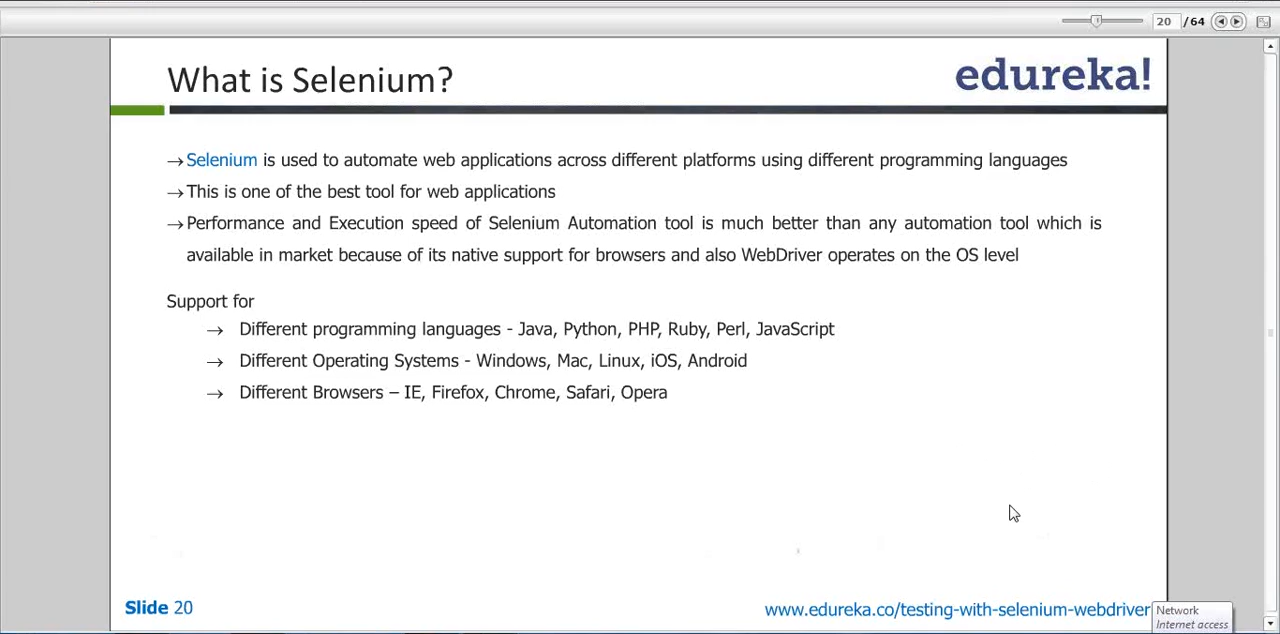 20 /64
What is Selenium?
edureka!
→Selenium is used to automate web applications across different platforms using different programming languages
→This is one of the best tool for web applications
→Performance and Execution speed of Selenium Automation tool is much better than any automation tool which is
available in market because of its native support for browsers and also WebDriver operates on the OS level
Support for
→ Different programming languages - Java, Python, PHP, Ruby, Perl, JavaScript
→ Different Operating Systems - Windows, Mac, Linux, iOS, Android
→ Different Browsers – IE, Firefox, Chrome, Safari, Opera
Slide 20
www.edureka.co/testing-with-selenium-webdriver
Network
Internet access